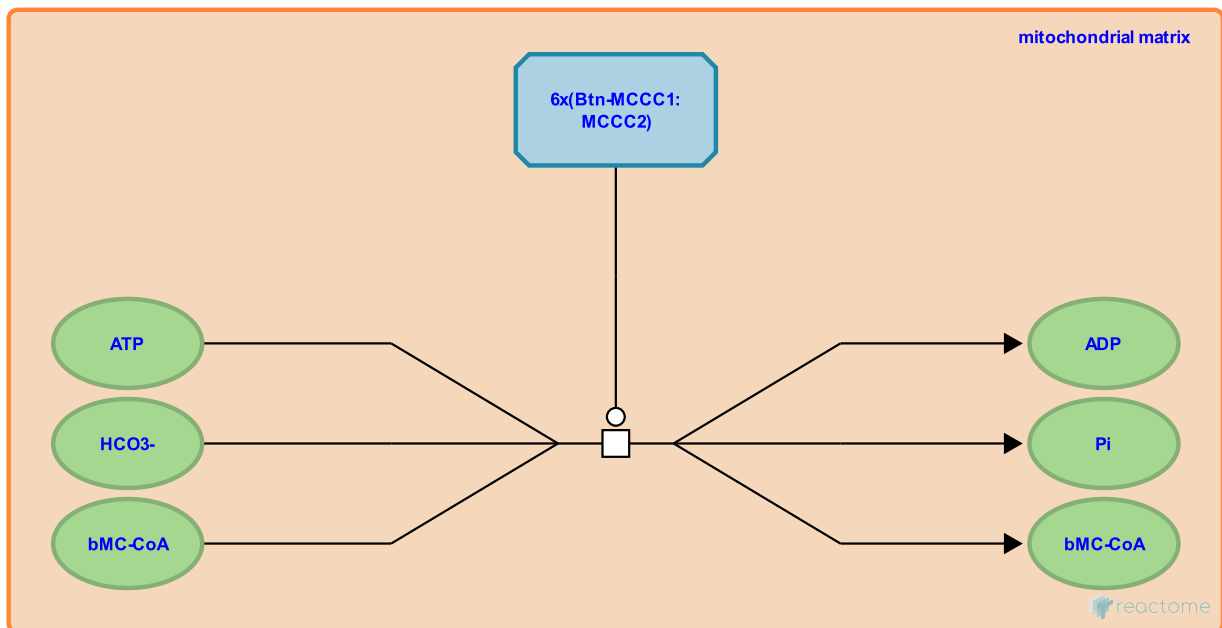 mitochondrial matrix
6x(Btn-MCCC1:
MCCC2)
ATP
ADP
HCO3-
Pi
bMC-CoA
bMC-CoA
reactome